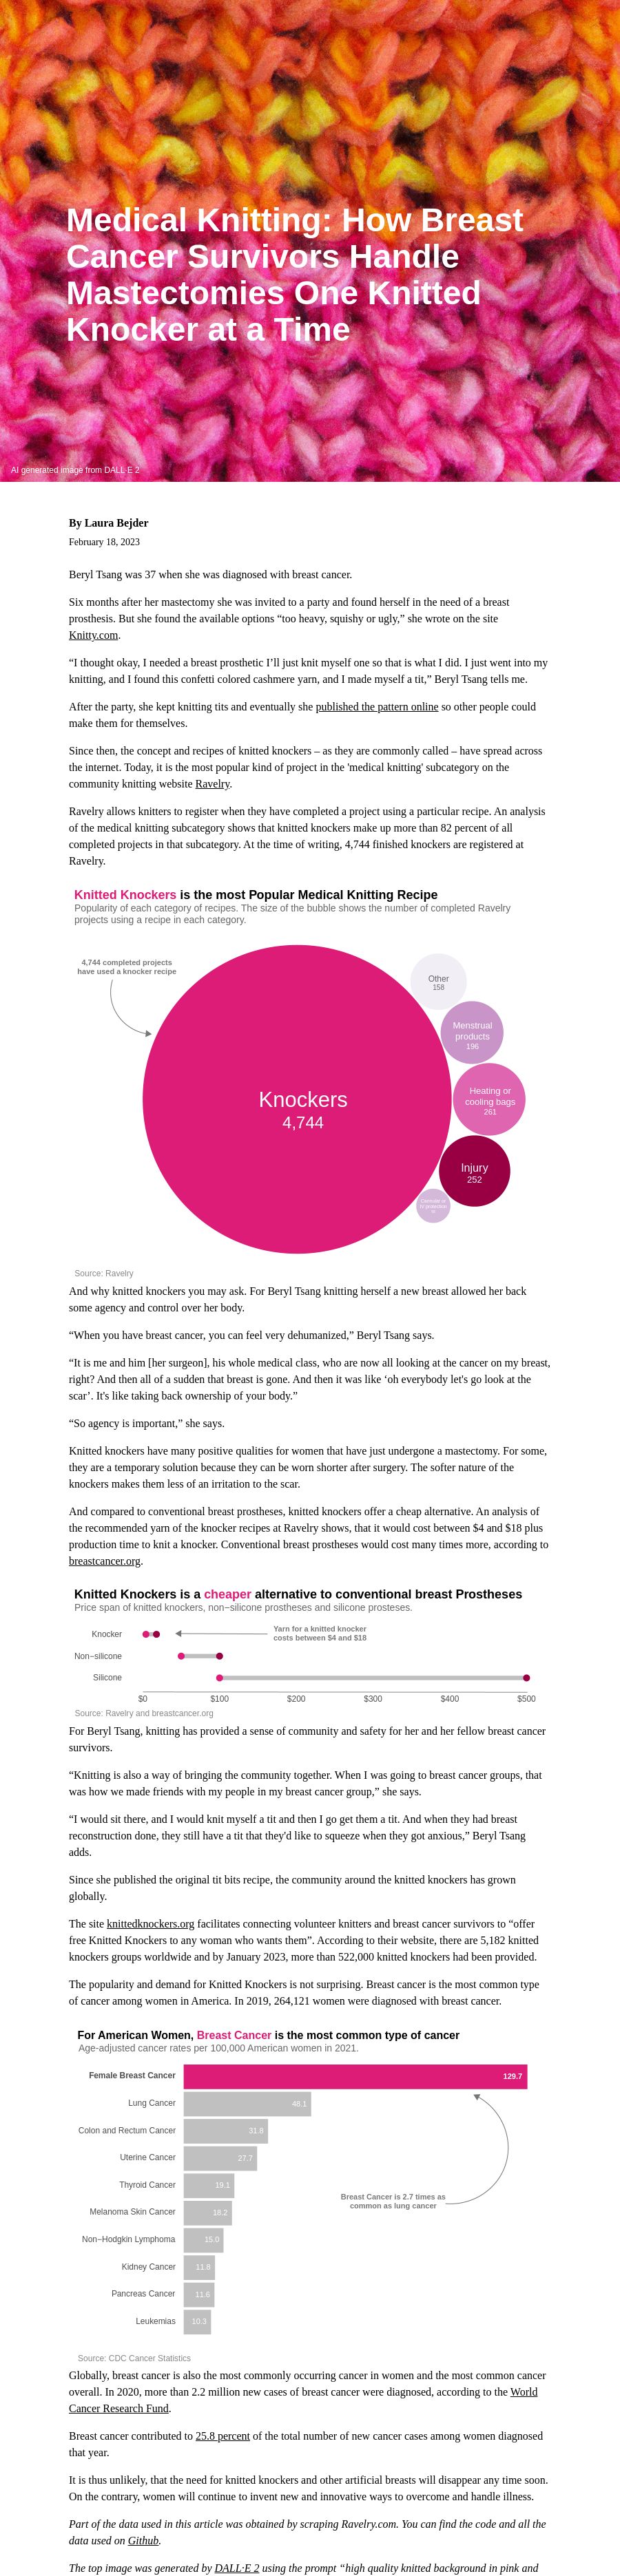 Medical Knitting: How Breast
Cancer Survivors Handle
Mastectomies One Knitted
Knocker at a Time
AI generated image from DALL·E 2
By Laura Bejder
February 18, 2023
Beryl Tsang was 37 when she was diagnosed with breast cancer.
Six months after her mastectomy she was invited to a party and found herself in the need of a breast
prosthesis. But she found the available options “too heavy, squishy or ugly,” she wrote on the site
Knitty.com.
“I thought okay, I needed a breast prosthetic I’ll just knit myself one so that is what I did. I just went into my
knitting, and I found this confetti colored cashmere yarn, and I made myself a tit,” Beryl Tsang tells me.
After the party, she kept knitting tits and eventually she published the pattern online so other people could
make them for themselves.
Since then, the concept and recipes of knitted knockers – as they are commonly called – have spread across
the internet. Today, it is the most popular kind of project in the 'medical knitting' subcategory on the
community knitting website Ravelry.
Ravelry allows knitters to register when they have completed a project using a particular recipe. An analysis
of the medical knitting subcategory shows that knitted knockers make up more than 82 percent of all
completed projects in that subcategory. At the time of writing, 4,744 finished knockers are registered at
Ravelry.
Knitted Knockers is the most Popular Medical Knitting Recipe
Popularity of each category of recipes. The size of the bubble shows the number of completed Ravelry
projects using a recipe in each category.
4,744 completed projects
have used a knocker recipe
Other
158
Menstrual
products
196
Heating or
cooling bags
261
Knockers
4,744
Injury
252
Source: Ravelry
And why knitted knockers you may ask. For Beryl Tsang knitting herself a new breast allowed her back
some agency and control over her body.
“When you have breast cancer, you can feel very dehumanized,” Beryl Tsang says.
“It is me and him [her surgeon], his whole medical class, who are now all looking at the cancer on my breast,
right? And then all of a sudden that breast is gone. And then it was like ‘oh everybody let's go look at the
scar’. It's like taking back ownership of your body.”
“So agency is important,” she says.
Knitted knockers have many positive qualities for women that have just undergone a mastectomy. For some,
they are a temporary solution because they can be worn shorter after surgery. The softer nature of the
knockers makes them less of an irritation to the scar.
And compared to conventional breast prostheses, knitted knockers offer a cheap alternative. An analysis of
the recommended yarn of the knocker recipes at Ravelry shows, that it would cost between $4 and $18 plus
production time to knit a knocker. Conventional breast prostheses would cost many times more, according to
breastcancer.org.
Knitted Knockers is a cheaper alternative to conventional breast Prostheses
Price span of knitted knockers, non−silicone prostheses and silicone prosteses.
Knocker
Yarn for a knitted knocker
costs between $4 and $18
Non−silicone
Silicone
$0 $100 $200 $300 $400 $500
Source: Ravelry and breastcancer.org
For Beryl Tsang, knitting has provided a sense of community and safety for her and her fellow breast cancer
survivors.
“Knitting is also a way of bringing the community together. When I was going to breast cancer groups, that
was how we made friends with my people in my breast cancer group,” she says.
“I would sit there, and I would knit myself a tit and then I go get them a tit. And when they had breast
reconstruction done, they still have a tit that they'd like to squeeze when they got anxious,” Beryl Tsang
adds.
Since she published the original tit bits recipe, the community around the knitted knockers has grown
globally.
The site knittedknockers.org facilitates connecting volunteer knitters and breast cancer survivors to “offer
free Knitted Knockers to any woman who wants them”. According to their website, there are 5,182 knitted
knockers groups worldwide and by January 2023, more than 522,000 knitted knockers had been provided.
The popularity and demand for Knitted Knockers is not surprising. Breast cancer is the most common type
of cancer among women in America. In 2019, 264,121 women were diagnosed with breast cancer.
For American Women, Breast Cancer is the most common type of cancer
Age-adjusted cancer rates per 100,000 American women in 2021.
Female Breast Cancer 129.7
Lung Cancer 48.1
Colon and Rectum Cancer 31.8
Uterine Cancer 27.7
Thyroid Cancer 19.1
Breast Cancer is 2.7 times as
common as lung cancer
Melanoma Skin Cancer 18.2
Non−Hodgkin Lymphoma 15.0
Kidney Cancer 11.8
Pancreas Cancer 11.6
Leukemias 10.3
Source: CDC Cancer Statistics
Globally, breast cancer is also the most commonly occurring cancer in women and the most common cancer
overall. In 2020, more than 2.2 million new cases of breast cancer were diagnosed, according to the World
Cancer Research Fund.
Breast cancer contributed to 25.8 percent of the total number of new cancer cases among women diagnosed
that year.
It is thus unlikely, that the need for knitted knockers and other artificial breasts will disappear any time soon.
On the contrary, women will continue to invent new and innovative ways to overcome and handle illness.
Part of the data used in this article was obtained by scraping Ravelry.com. You can find the code and all the
data used on Github.
The top image was generated by DALL·E 2 using the prompt “high quality knitted background in pink and